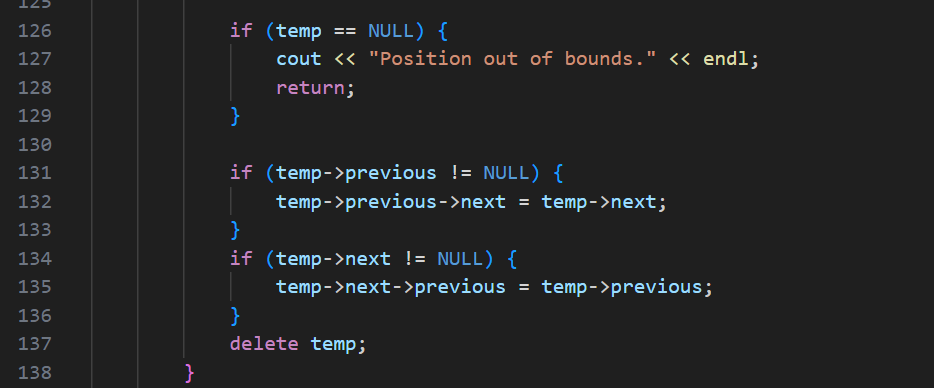 125
126 if (temp == NULL) {
127 cout << "Position out of bounds." << endl;
128 return;
129 }
130
131 if (temp->previous != NULL) {
132 temp->previous->next = temp->next;
133 }
134 if (temp->next != NULL) {
135 temp->next->previous = temp->previous;
136 }
137 delete temp;
138 }